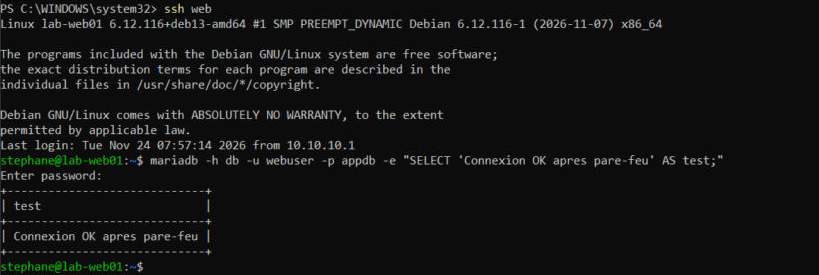 PS C:\WINDOWS\system32> ssh web
Linux lab-web01 6.12.116+deb13-amd64 #1 SMP PREEMPT_DYNAMIC Debian 6.12.116-1 (2026-11-07) x86_64
The programs included with the Debian GNU/Linux system are free software;
the exact distribution terms for each program are described in the
individual files in /usr/share/doc/*/copyright.
Debian GNU/Linux comes with ABSOLUTELY NO WARRANTY, to the extent
permitted by applicable law.
Last login: Tue Nov 24 07:57:14 2026 from 10.10.10.1
stephane@lab-web01:~$ mariadb -h db -u webuser -p appdb -e "SELECT 'Connexion OK apres pare-feu' AS test;"
Enter password:
+-----------------------------+
| test                        |
+-----------------------------+
| Connexion OK apres pare-feu |
+-----------------------------+
stephane@lab-web01:~$